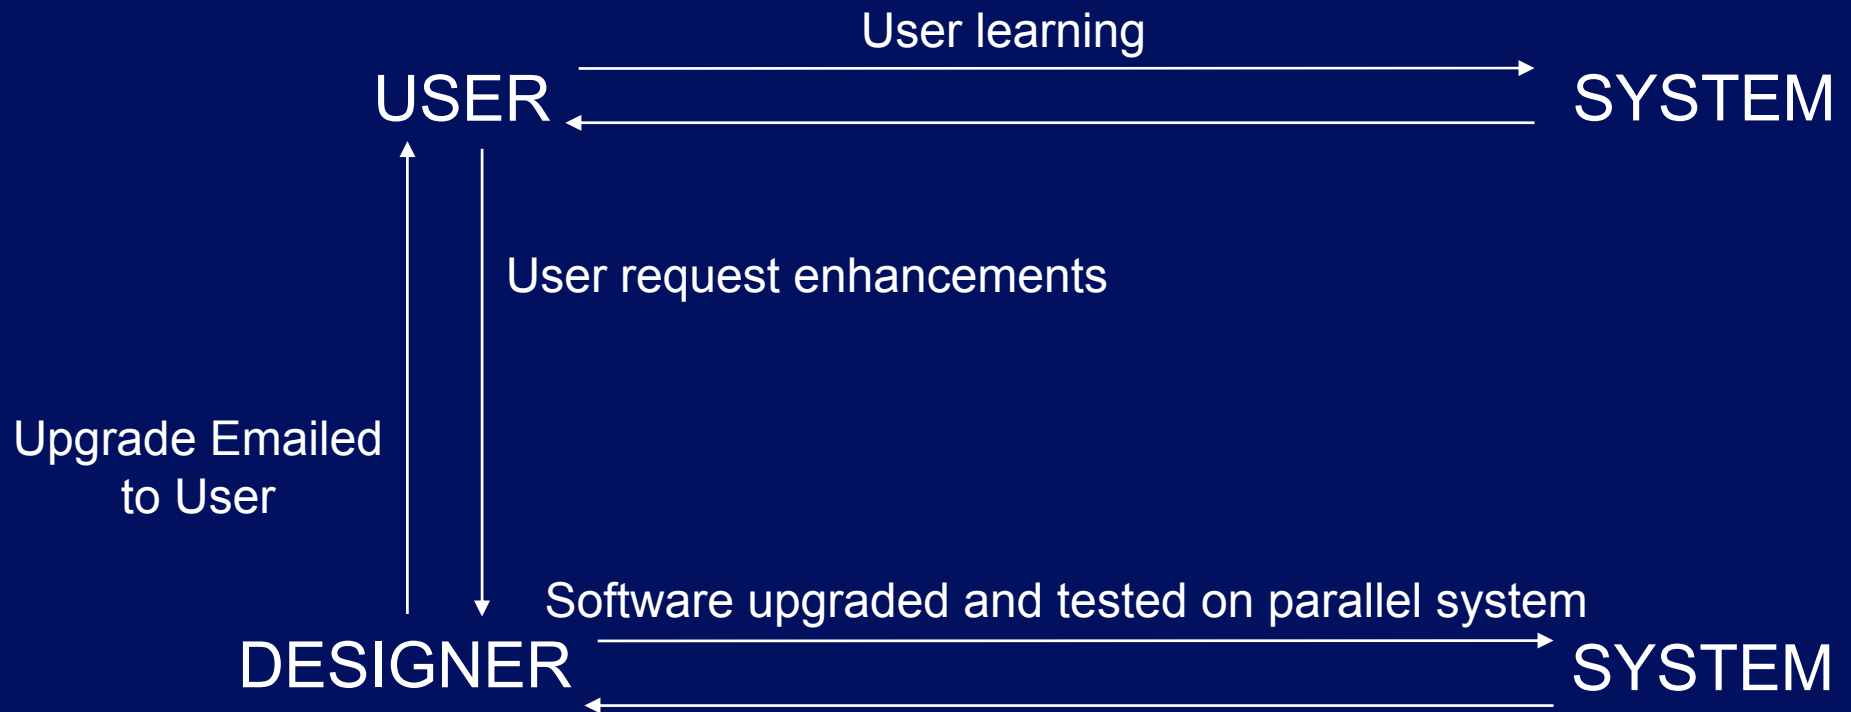 User learning
USER
SYSTEM
User request enhancements
Upgrade Emailed
to User
Software upgraded and tested on parallel system
DESIGNER
SYSTEM